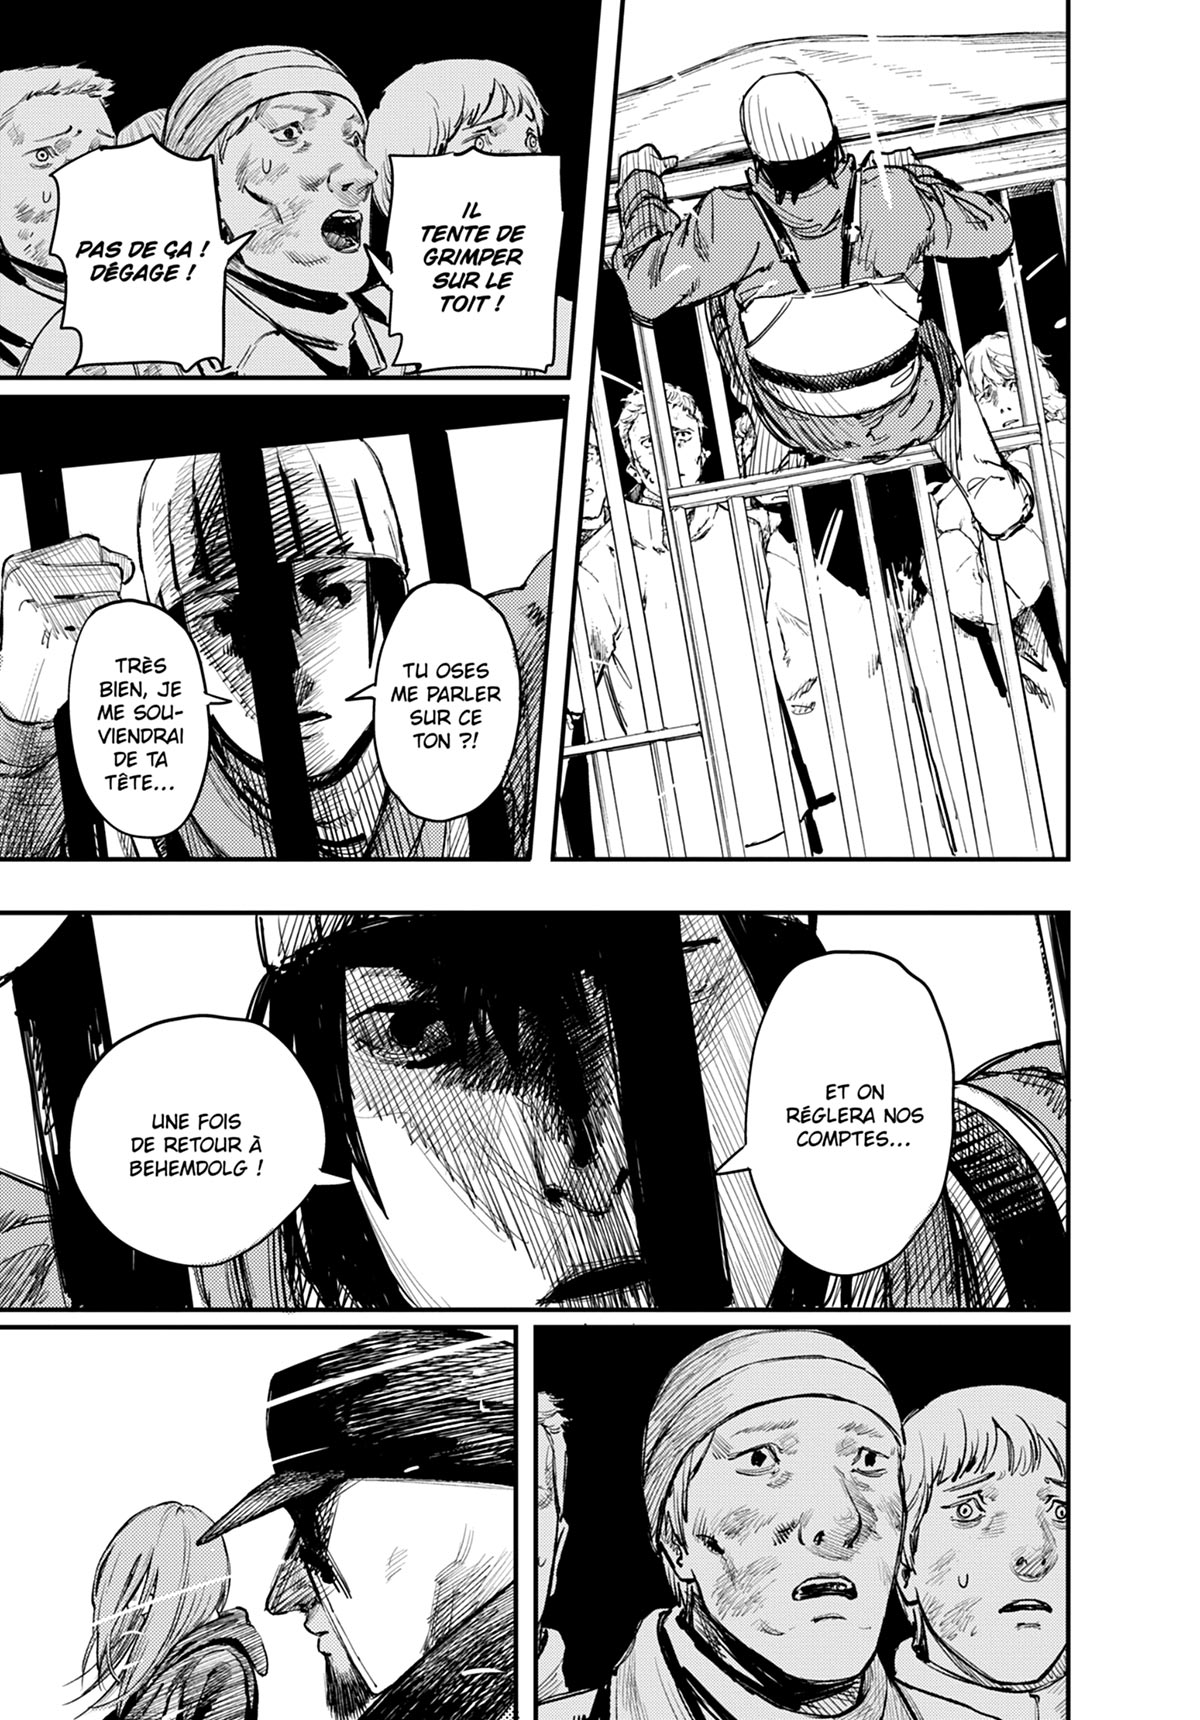 IL
TENTE DE
GRIMPER
SUR LE
TOIT !
PAS DE ÇA !
DÉGAGE !
TU OSES
ME PARLER
SUR CE
TON ?!
TRÈS
BIEN, JE
ME SOU-
VIENDRAI
DE TA
TÊTE...
ET ON
RÉGLERA NOS
COMPTES...
UNE FOIS
DE RETOUR À
BEHEMDOLG !